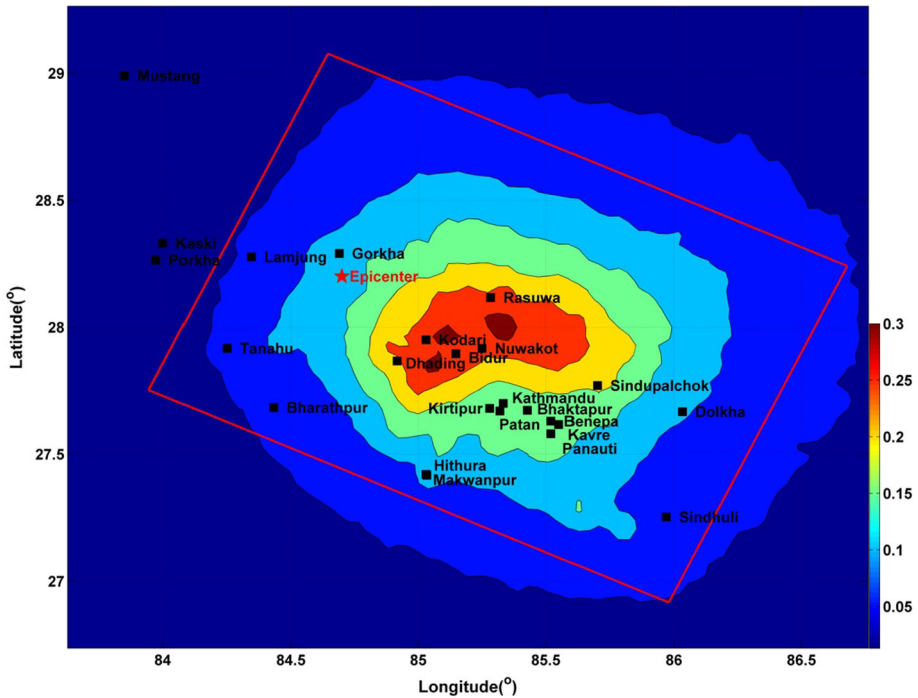 29
28.5
28
27.5
27
Latitude(°)
Mustang
Kaski
Porkha
Lamjung
Gorkha
Epicenter
Rasuwa
Tanahu
Kodari
Nuwakot
Bidur
Dhading
Sindupalchok
Bharathpur
Kirtipur
Kathmandu
Bhaktapur
Dolkha
Patan
Benepa
Kavre
Panauti
Hithura
Makwanpur
Sindhuli
0.3
0.25
0.2
0.15
0.1
0.05
84
84.5
85
85.5
86
86.5
Longitude(°)